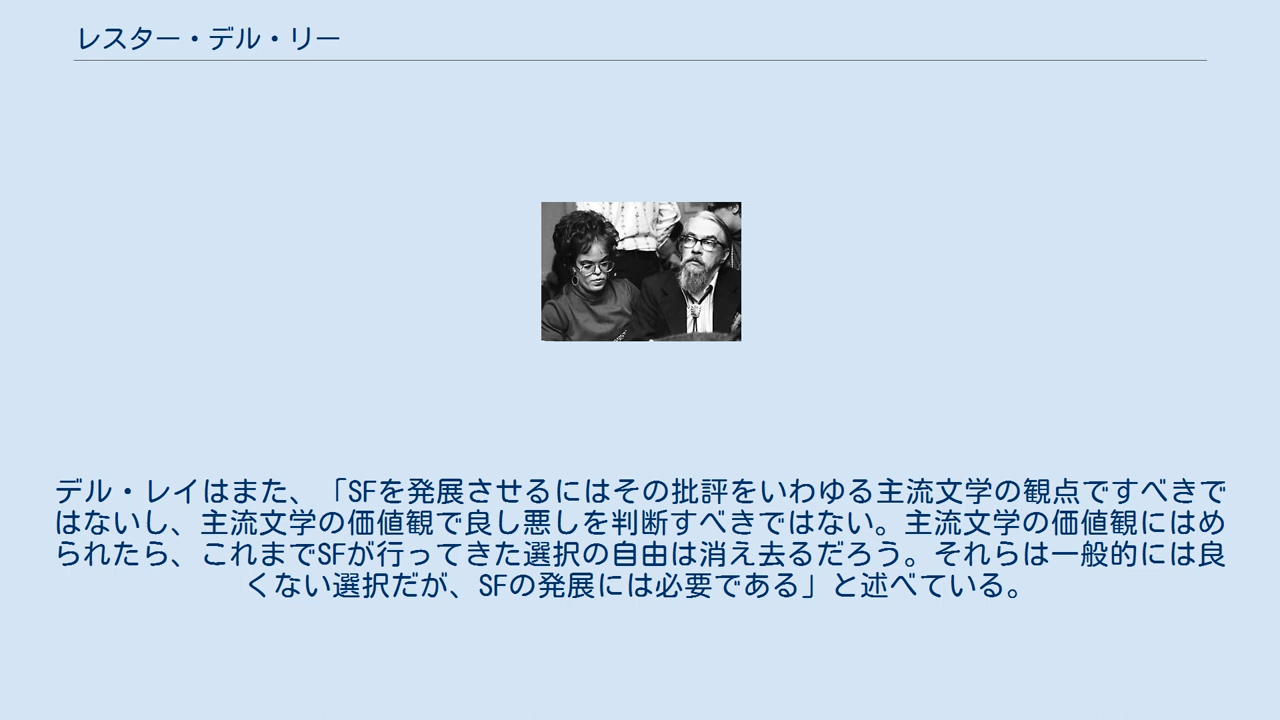 レスター・デル・リー
デル・レイはまた、「SFを発展させるにはその批評をいわゆる主流文学の観点ですべきで
はないし、主流文学の価値観で良し悪しを判断すべきではない。主流文学の価値観にはめ
られたら、これまでSFが行ってきた選択の自由は消え去るだろう。それらは一般的には良
くない選択だが、SFの発展には必要である」と述べている。